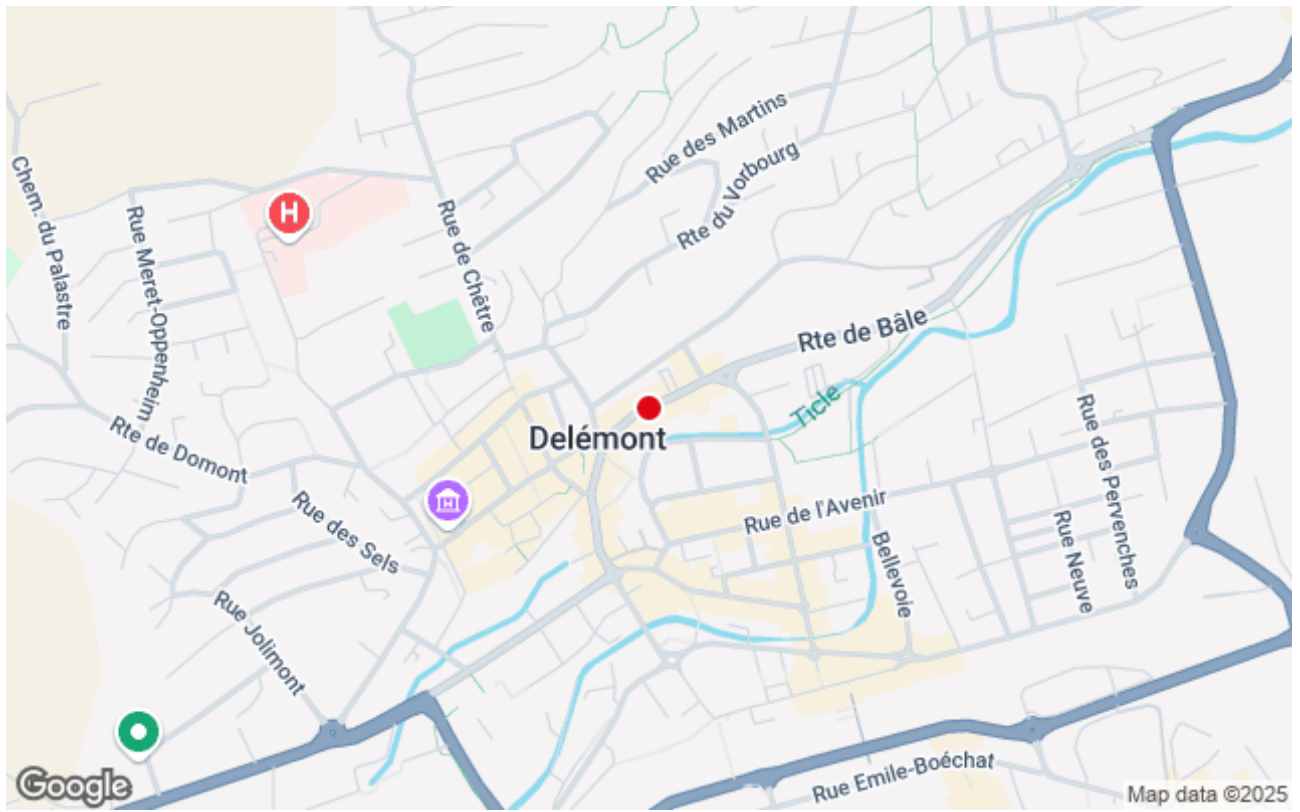 Rue des Martins
Rte du Vorbourg
Chem. du Palastre
Rue Meret-Oppenheim
H
Rue de Chêtre
Rte de Bâle
Ticle
Delémont
Rte de Domont
Rue des Sels
Rue de l'Avenir
Bellevoie
Rue des Pervenches
Rue Neuve
Rue Jolimont
Rue Emile-Boéchat
Google
Map data ©2025